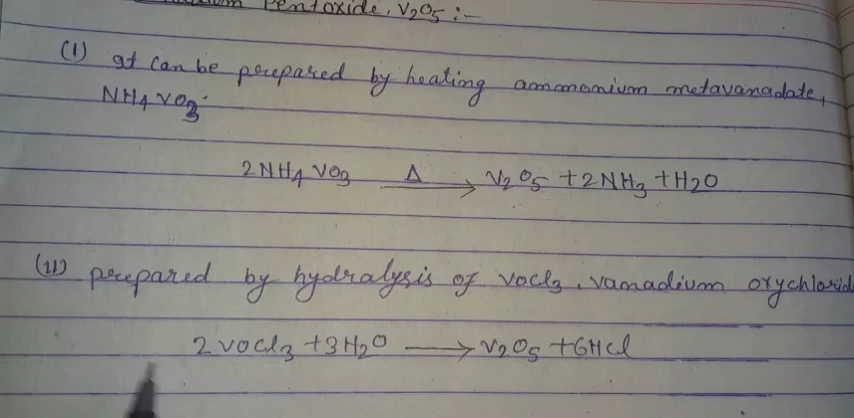 Pentoxide, V2O5 :-
(I) It can be prepared by heating ammonium metavanadate,
NH4VO3.
2NH4VO3 Δ → V2O5 + 2NH3 + H2O
(II) prepared by hydralysis of VOCl3, vanadium oxychlorid
2VOCl3 + 3H2O → V2O5 + 6HCl